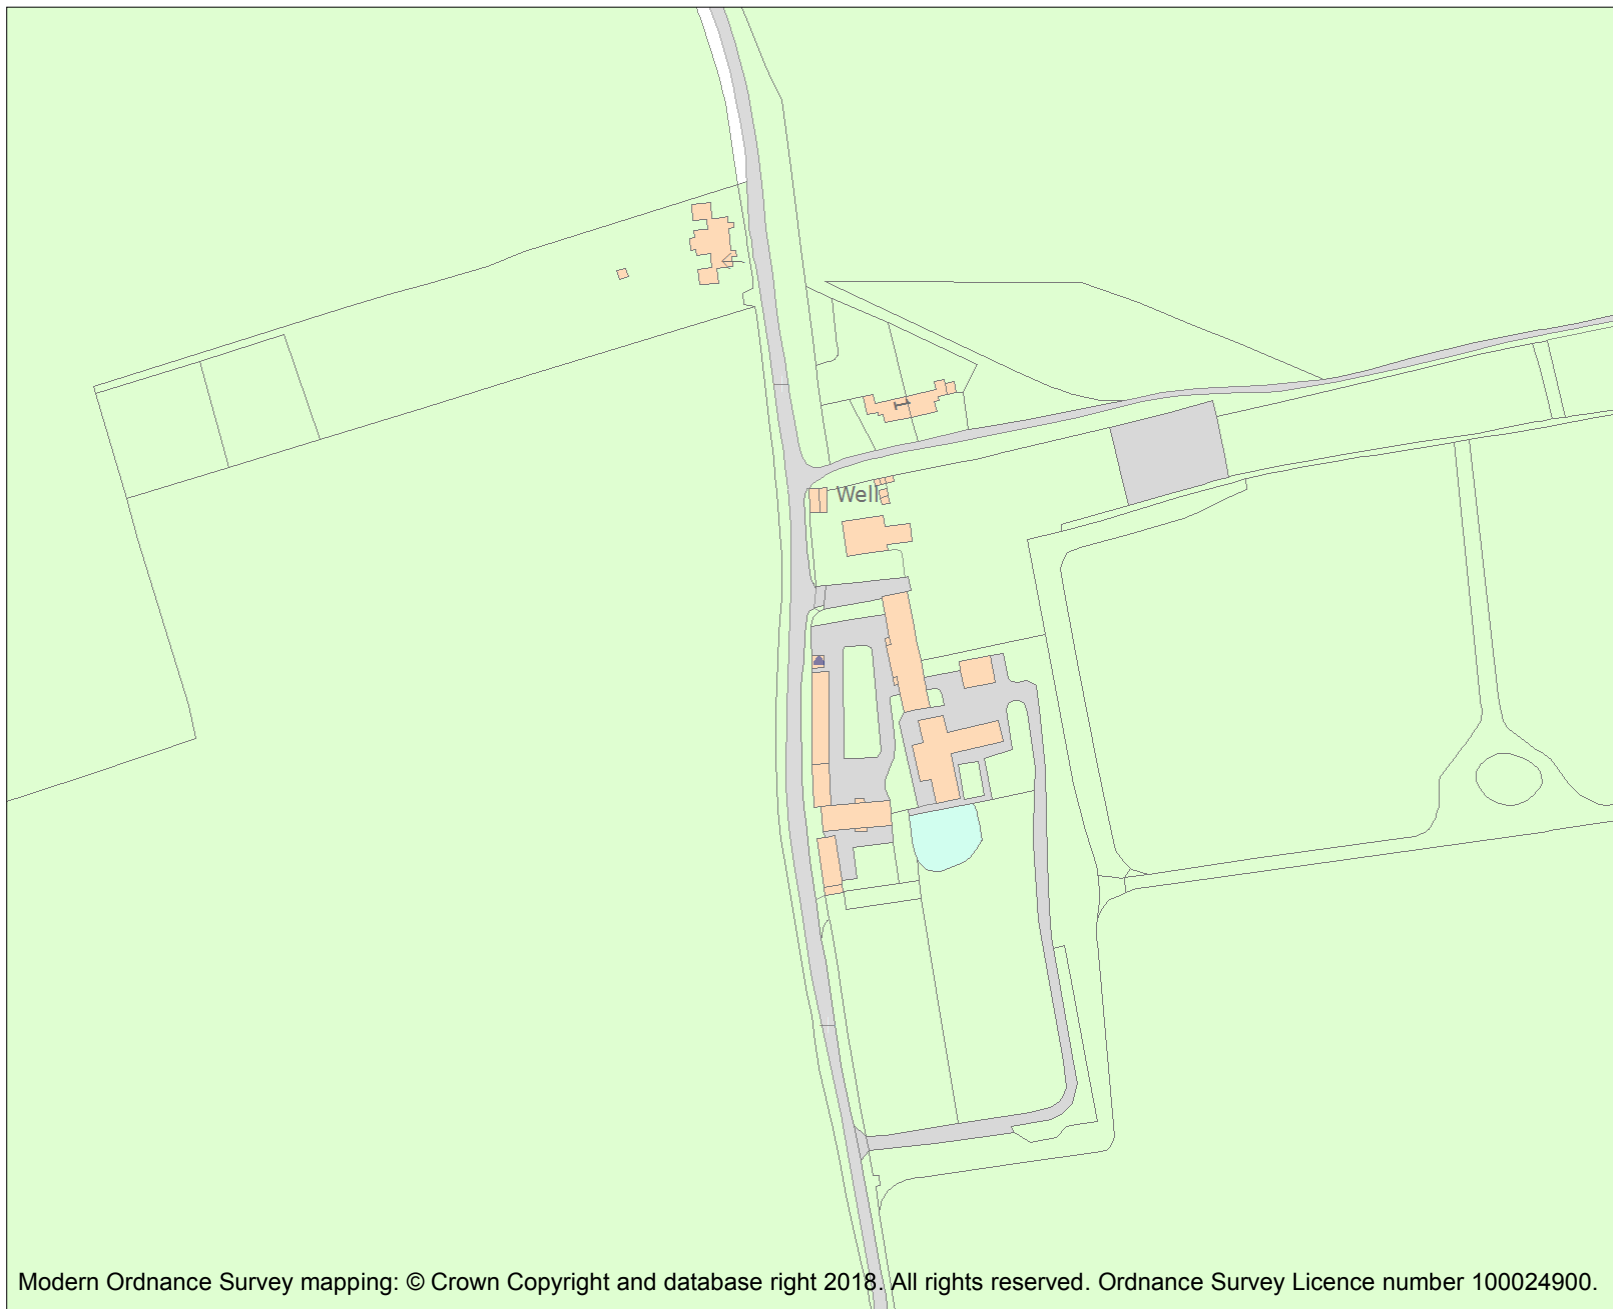 1
Well
Modern Ordnance Survey mapping: © Crown Copyright and database right 2018. All rights reserved. Ordnance Survey Licence number 100024900.